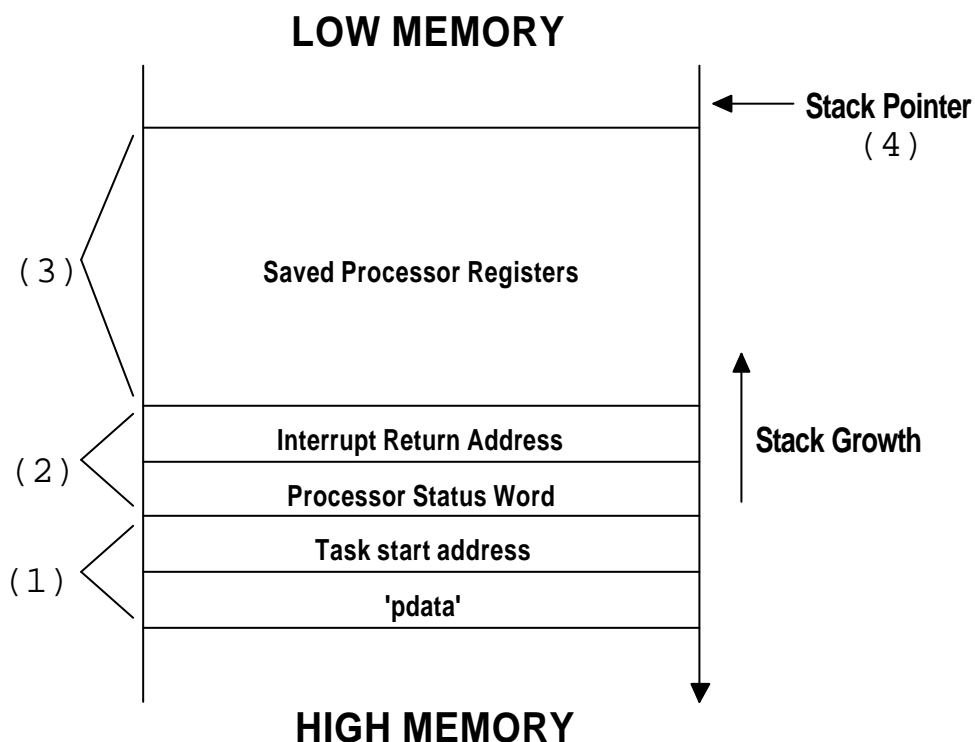 LOW MEMORY
Stack Pointer
(4)
(3)
Saved Processor Registers
Interrupt Return Address
Stack Growth
(2)
Processor Status Word
Task start address
(1)
'pdata'
HIGH MEMORY